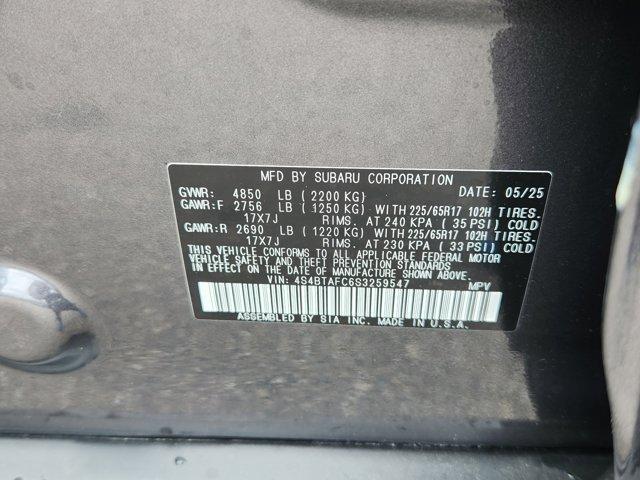 MFD BY SUBARU CORPORATION
GVWR: 4850 LB (2200 KG) DATE: 05/25
GAWR:F 2756 LB (1250 KG) WITH 225/65R17 102H TIRES.
17X7J RIMS. AT 240 KPA (35 PSI) COLD
GAWR:R 2690 LB (1220 KG) WITH 225/65R17 102H TIRES.
17X7J RIMS. AT 230 KPA (33 PSI) COLD
THIS VEHICLE CONFORMS TO ALL APPLICABLE FEDERAL MOTOR
VEHICLE SAFETY AND THEFT PREVENTION STANDARDS
IN EFFECT ON THE DATE OF MANUFACTURE SHOWN ABOVE.
VIN: 4S4BTAFC6S3259547 MPV
ASSEMBLED BY SIA INC. MADE IN U.S.A.